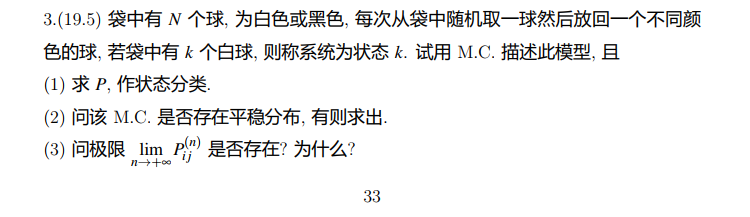 3.(19.5) 袋中有 N 个球, 为白色或黑色, 每次从袋中随机取一球然后放回一个不同颜
色的球, 若袋中有 k 个白球, 则称系统为状态 k. 试用 M.C. 描述此模型, 且
(1) 求 P, 作状态分类.
(2) 问该 M.C. 是否存在平稳分布, 有则求出.
(3) 问极限 lim_{n→+∞} P_{ij}^{(n)} 是否存在? 为什么?
33